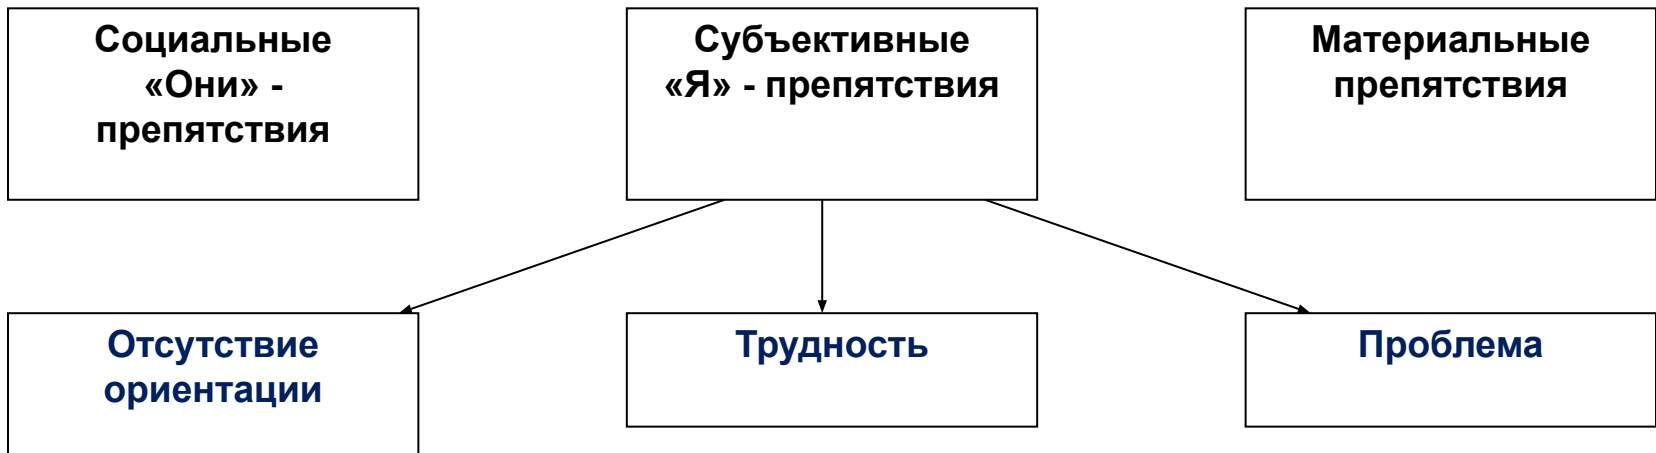 Социальные
«Они» -
препятствия
Субъективные
«Я» - препятствия
Материальные
препятствия
Отсутствие
ориентации
Трудность
Проблема